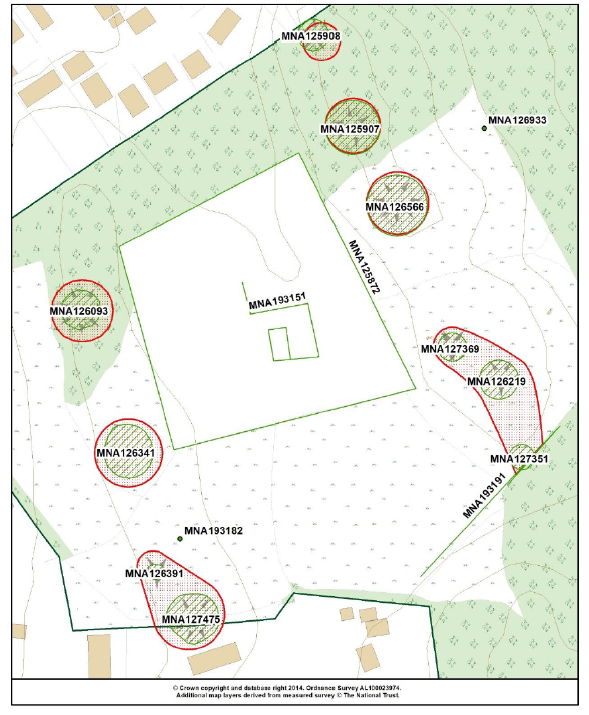 MNA125908
MNA125907
MNA126933
MNA126566
MNA125872
MNA193151
MNA126093
MNA127369
MNA126219
MNA126341
MNA127351
MNA193191
MNA193182
MNA126391
MNA127475
© Crown copyright and database right 2014. Ordnance Survey AL100023974.
Additional map layers derived from measured survey © The National Trust.